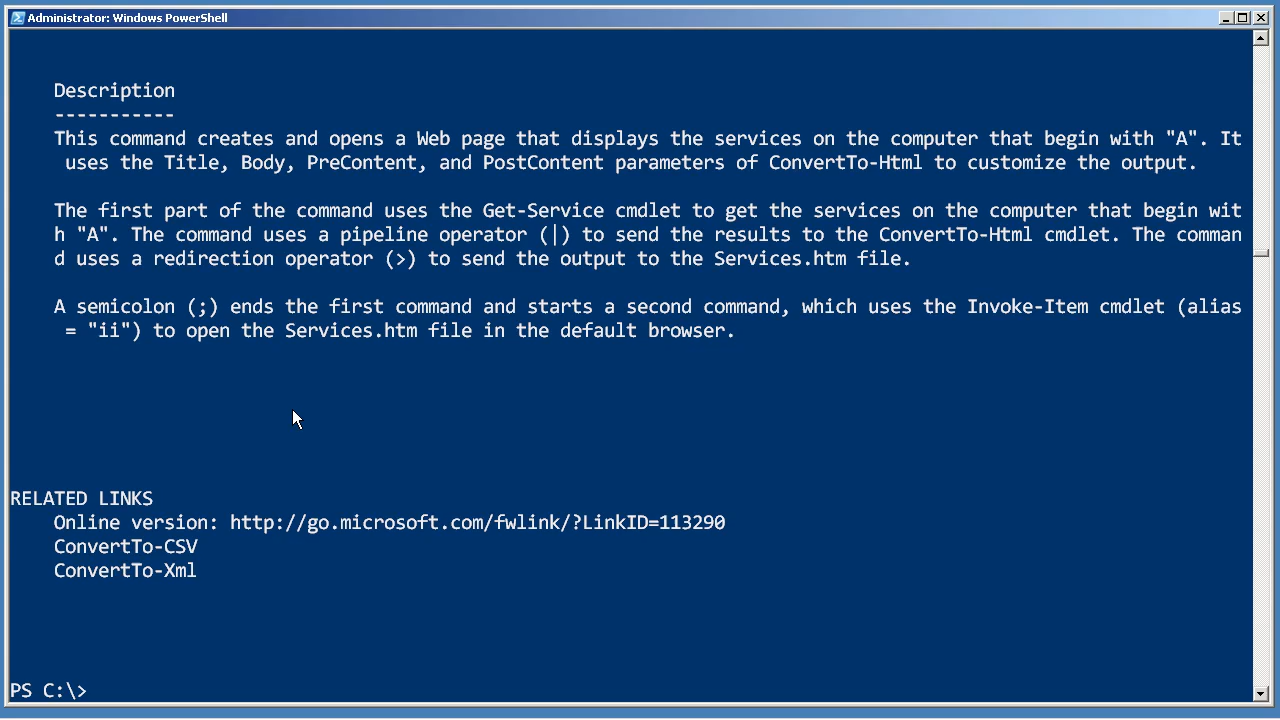 Administrator: Windows PowerShell
Description
-----------
This command creates and opens a Web page that displays the services on the computer that begin with "A". It
uses the Title, Body, PreContent, and PostContent parameters of ConvertTo-Html to customize the output.
The first part of the command uses the Get-Service cmdlet to get the services on the computer that begin wit
h "A". The command uses a pipeline operator (|) to send the results to the ConvertTo-Html cmdlet. The comman
d uses a redirection operator (>) to send the output to the Services.htm file.
A semicolon (;) ends the first command and starts a second command, which uses the Invoke-Item cmdlet (alias
= "ii") to open the Services.htm file in the default browser.
RELATED LINKS
Online version: http://go.microsoft.com/fwlink/?LinkID=113290
ConvertTo-CSV
ConvertTo-Xml
PS C:\>